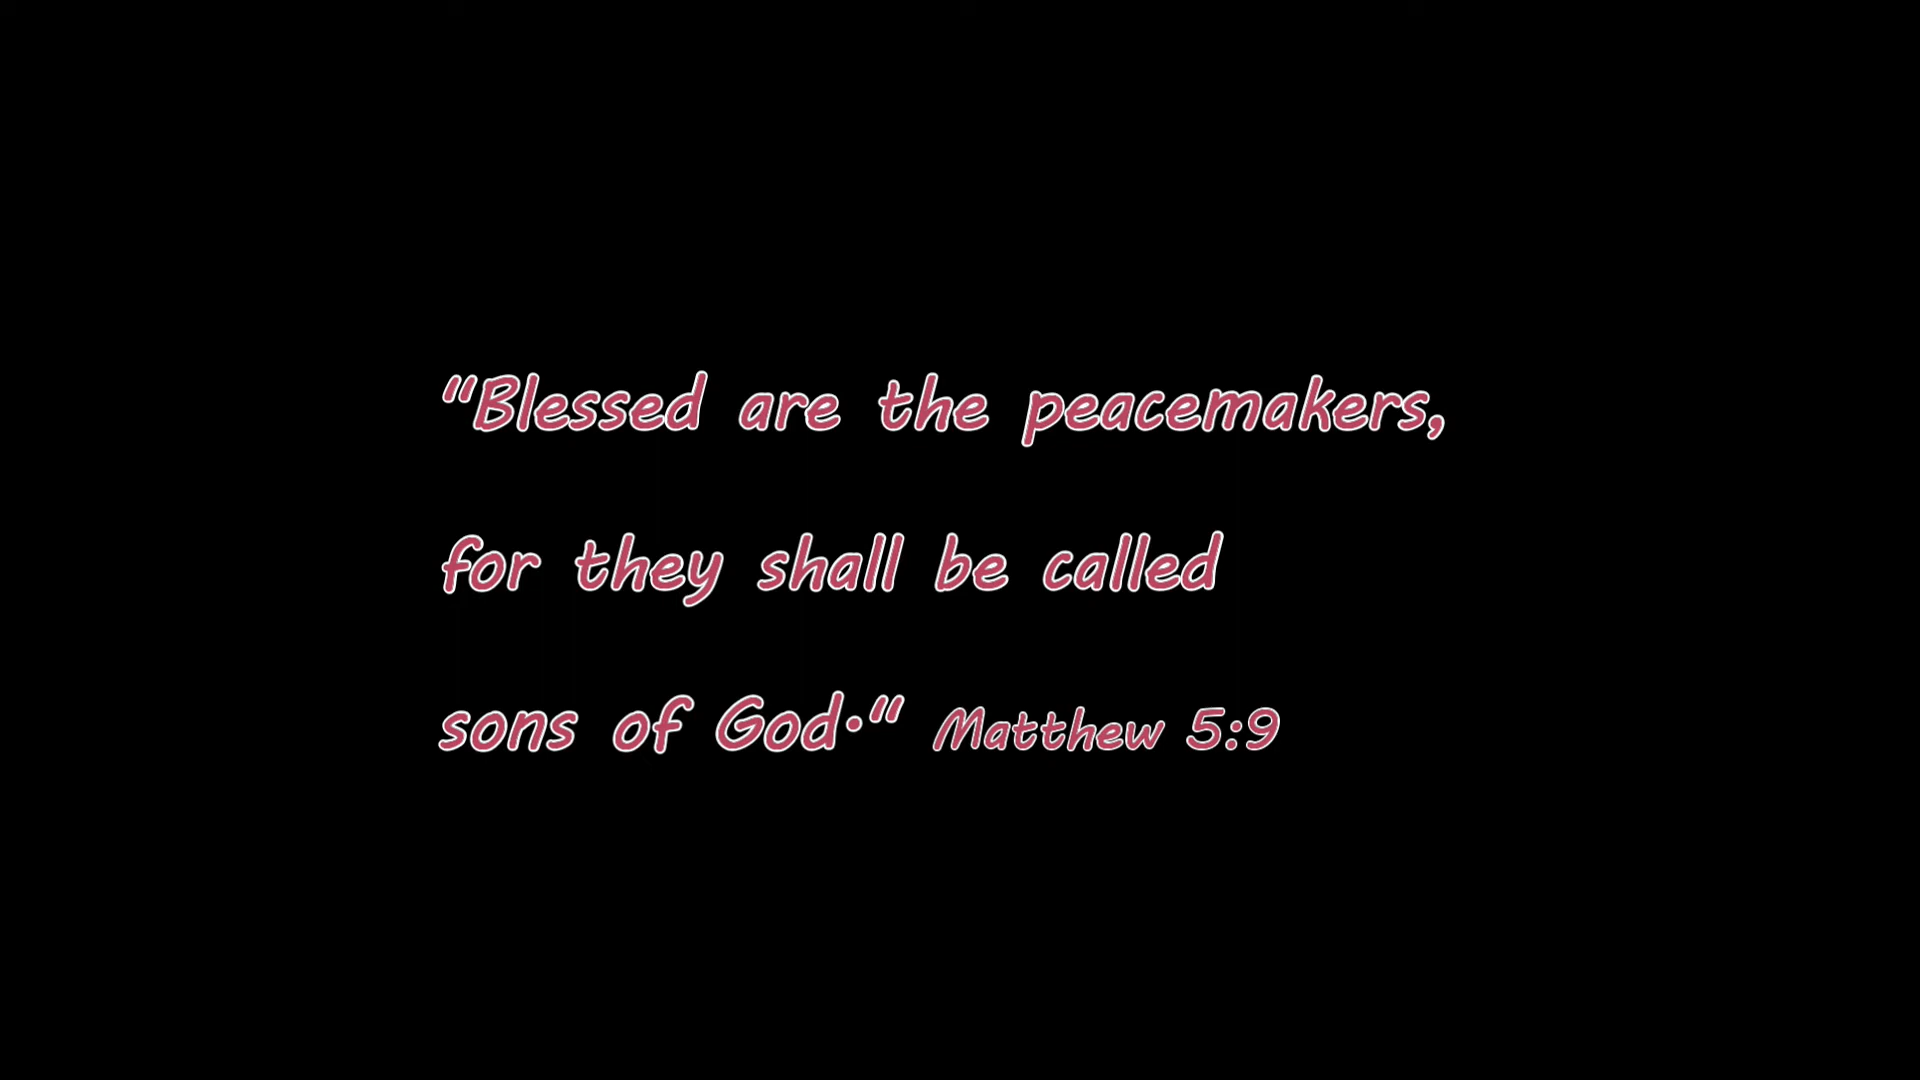 “Blessed are the peacemakers,
for they shall be called
sons of God.“ Matthew 5:9